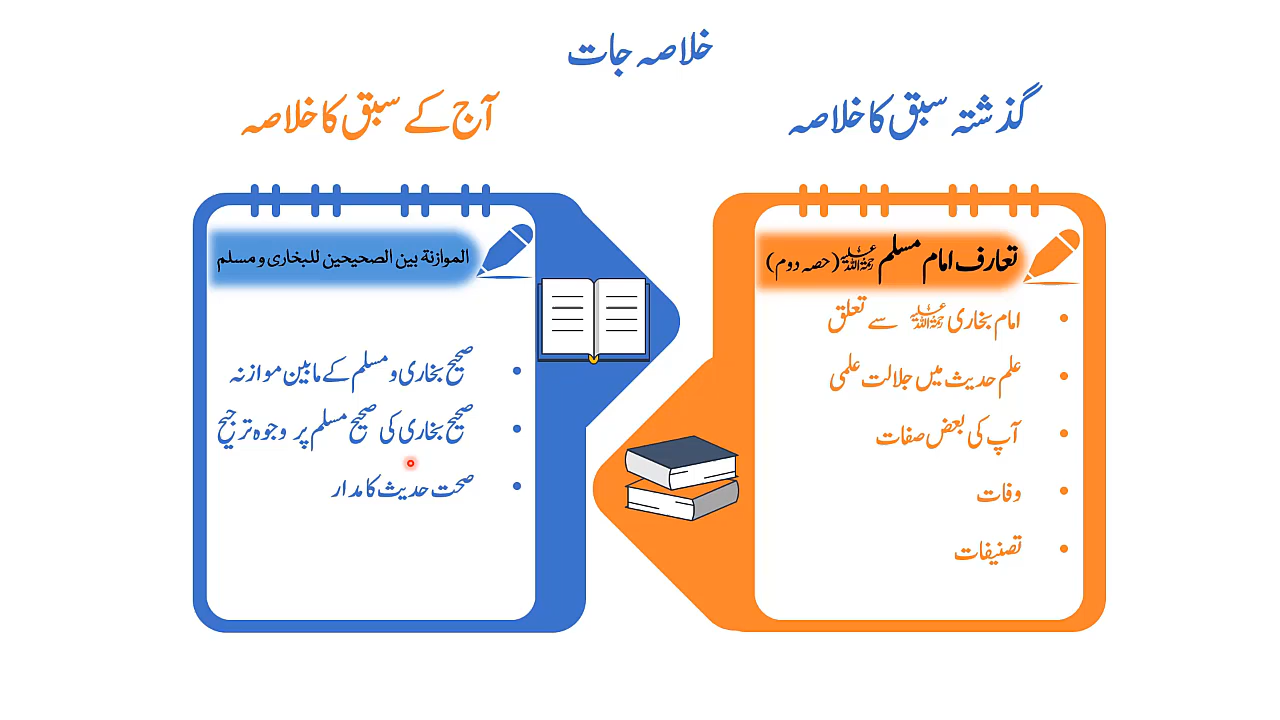 خلاصہ جات
گذشتہ سبق کا خلاصہ
تعارف امام مسلم رحمۃ اللہ علیہ (حصہ دوم)
امام بخاری رحمۃ اللہ علیہ سے تعلق
علم حدیث میں جلالت علمی
آپ کی بعض صفات
وفات
تصنیفات
آج کے سبق کا خلاصہ
الموازنة بين الصحيحين للبخاری و مسلم
صحیح بخاری و مسلم کے مابین موازنہ
صحیح بخاری کی صحیح مسلم پر وجوہ ترجیح
صحت حدیث کا مدار